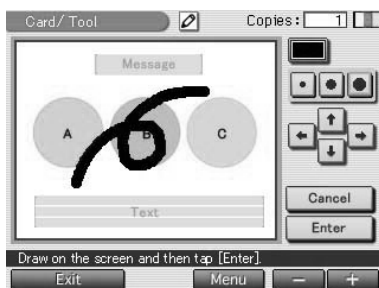 Card/ Tool Copies: 1
Message
A B C
Text
Cancel
Enter
Draw on the screen and then tap [Enter].
Exit Menu − +